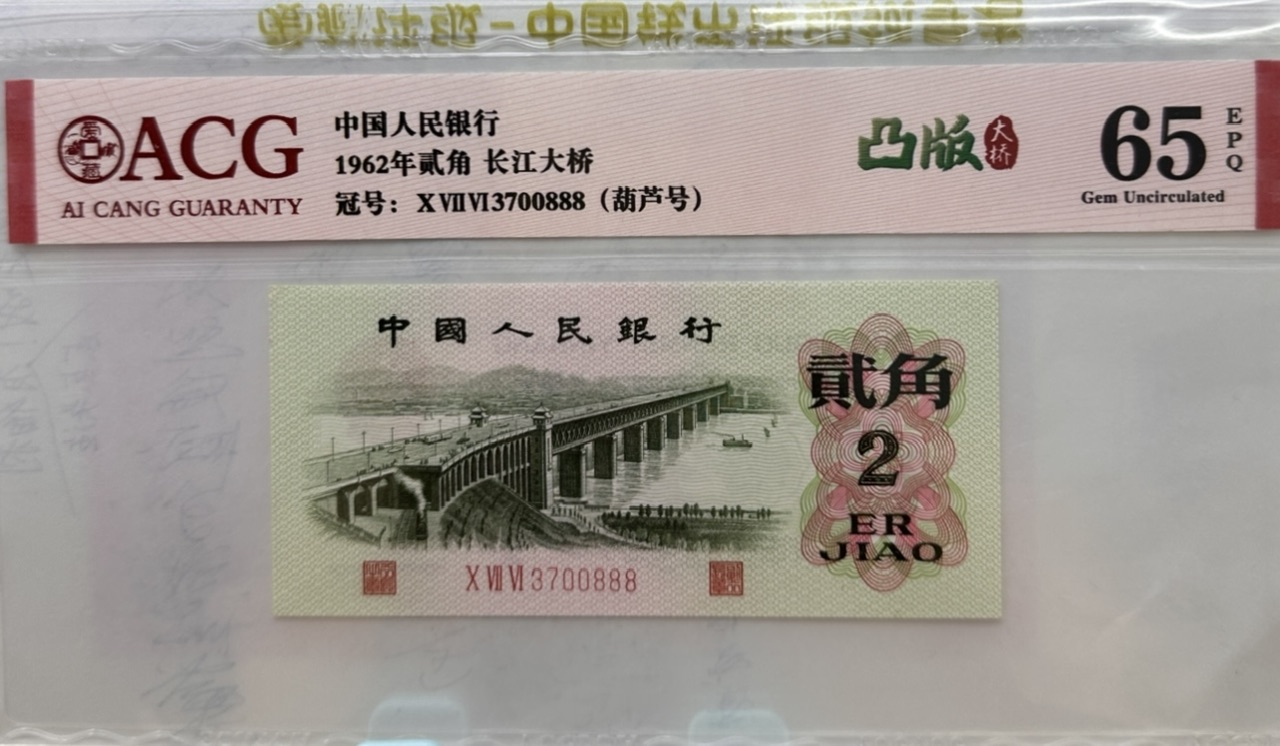 ACG
AI CANG GUARANTY
中国人民银行
1962年贰角 长江大桥
冠号：ⅩⅦⅥ3700888（葫芦号）
凸版
大桥
65
EPQ
Gem Uncirculated
中國人民銀行
貳角
2
ER
JIAO
ⅩⅦⅥ3700888